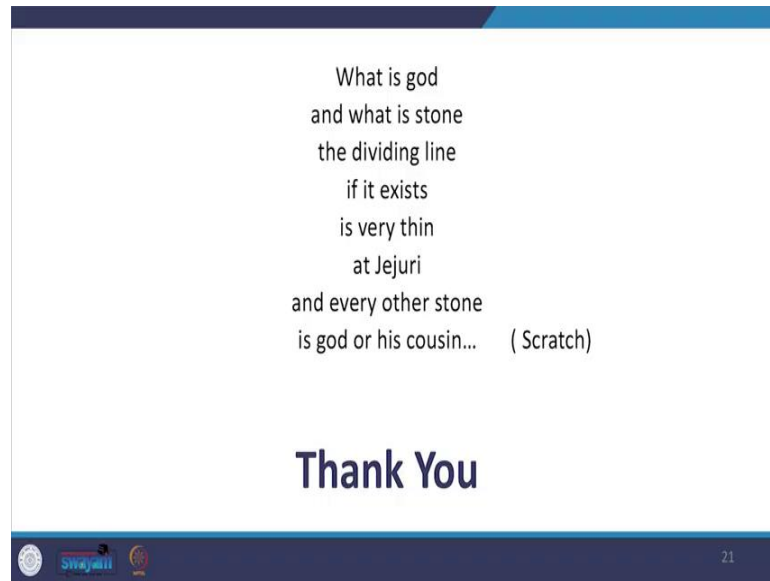 What is god
and what is stone
the dividing line
if it exists
is very thin
at Jejuri
and every other stone
is god or his cousin... ( Scratch)
Thank You
swayam
21